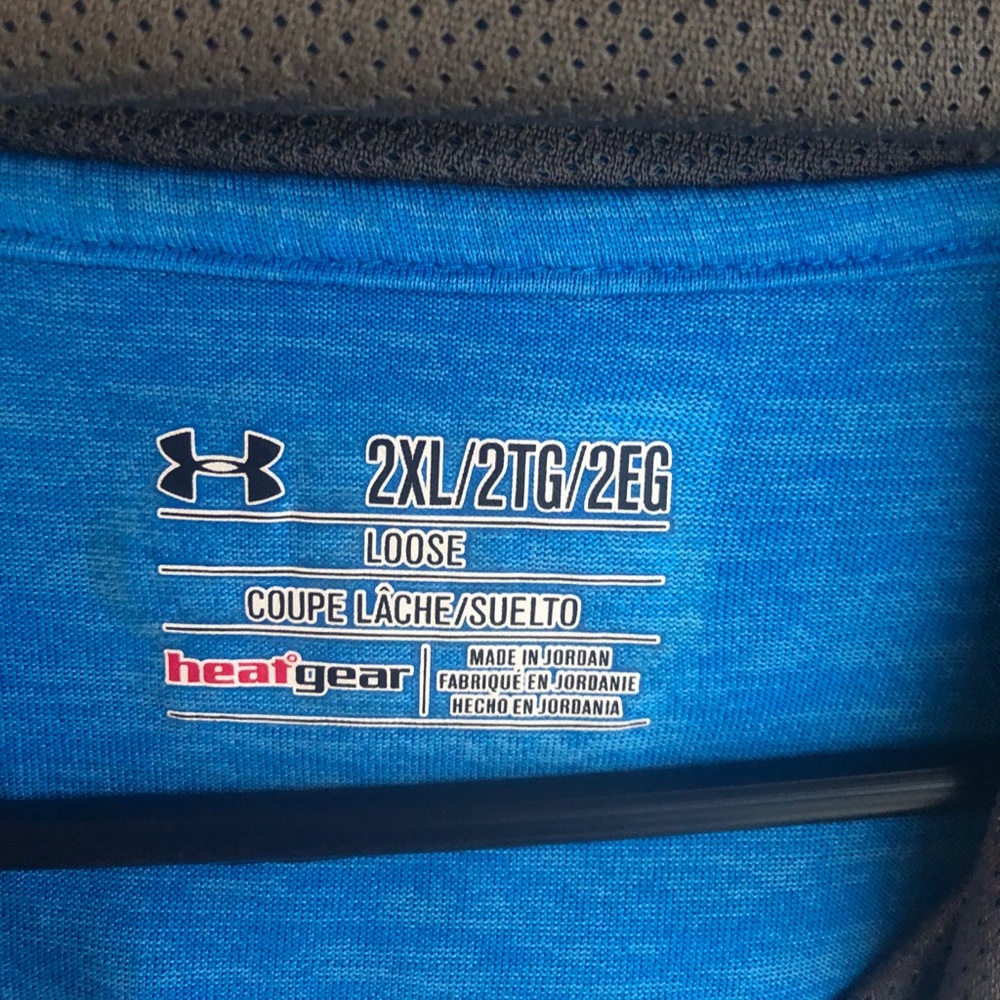 2XL/2TG/2EG
LOOSE
COUPE LÂCHE/SUELTO
heatgear
MADE IN JORDAN
FABRIQUÉ EN JORDANIE
HECHO EN JORDANIA